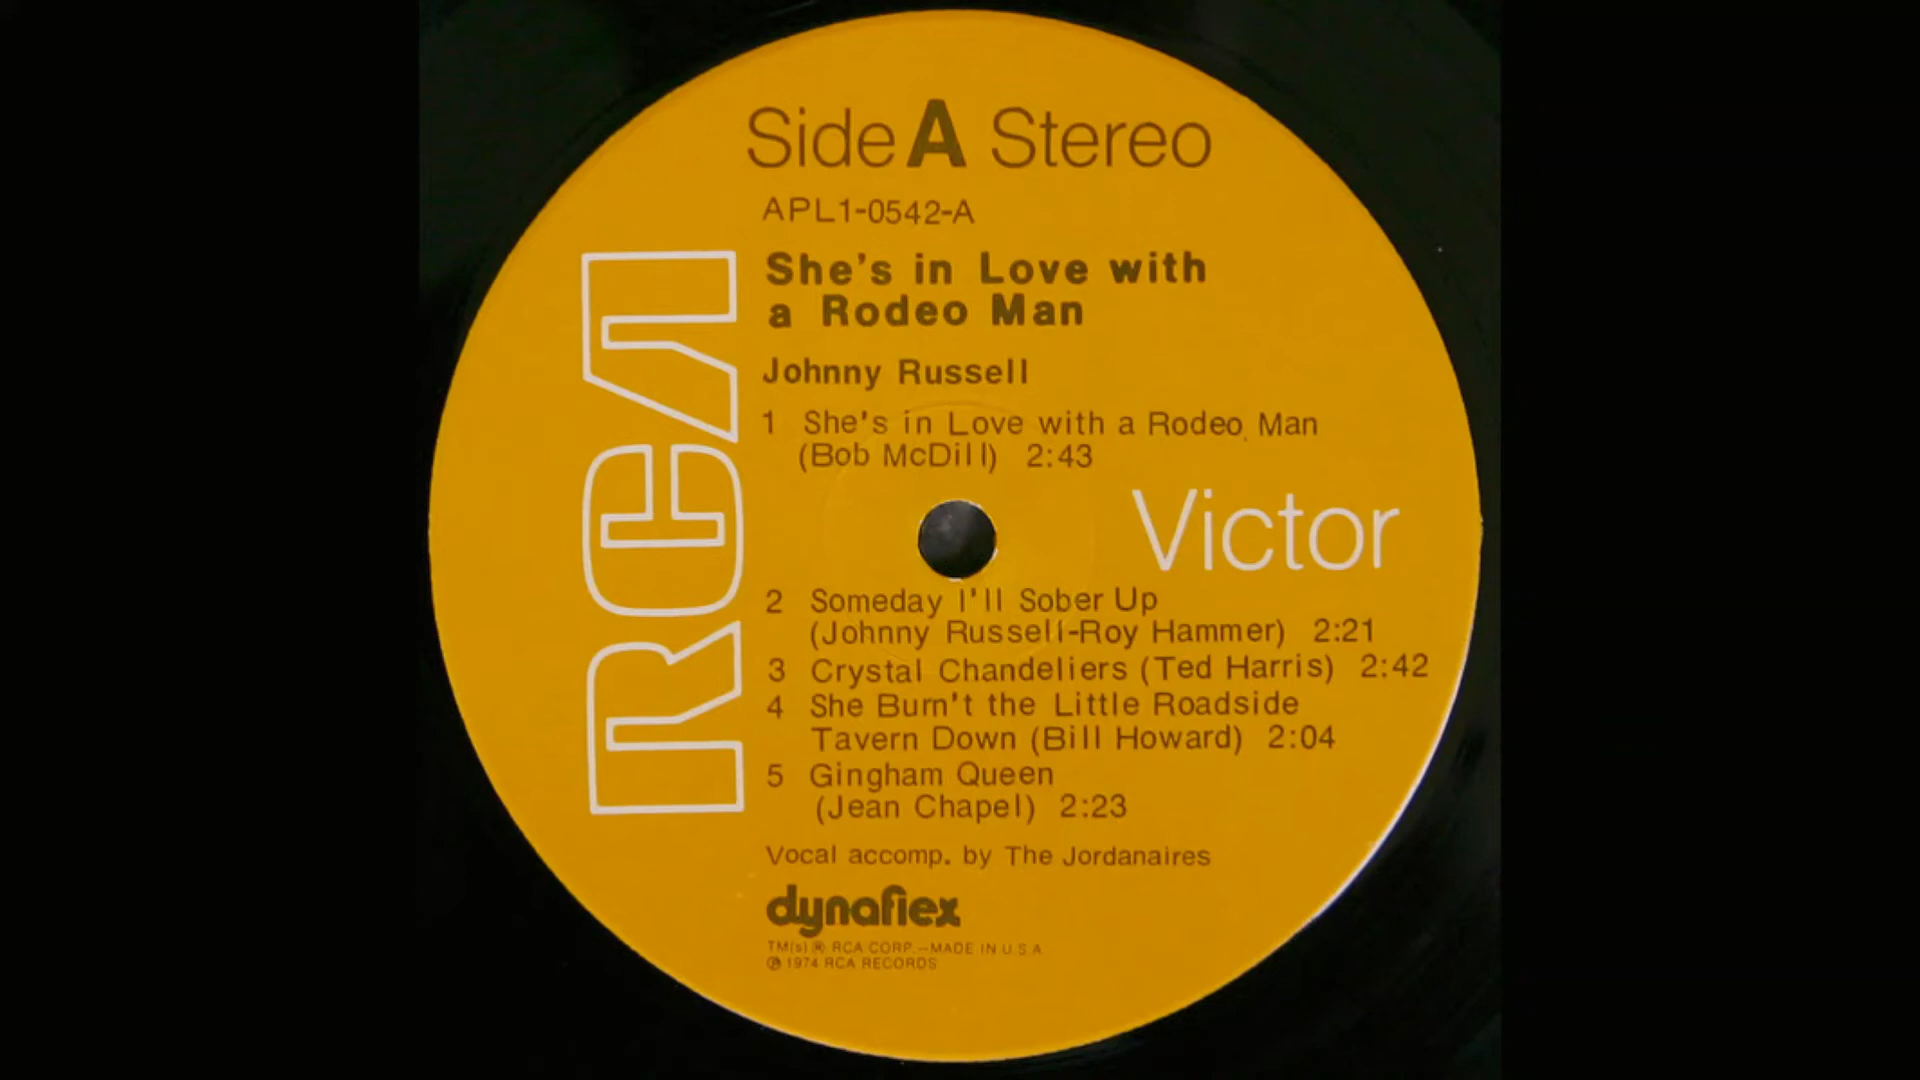 Side A Stereo
APL1-0542-A
She's in Love with
a Rodeo Man
Johnny Russell
1 She's in Love with a Rodeo Man
(Bob McDill) 2:43
RCA
Victor
2 Someday I'll Sober Up
(Johnny Russell-Roy Hammer) 2:21
3 Crystal Chandeliers (Ted Harris) 2:42
4 She Burn't the Little Roadside
Tavern Down (Bill Howard) 2:04
5 Gingham Queen
(Jean Chapel) 2:23
Vocal accomp. by The Jordanaires
dynaflex
TM(s) ® RCA CORP.—MADE IN U.S.A.
℗ 1974 RCA RECORDS